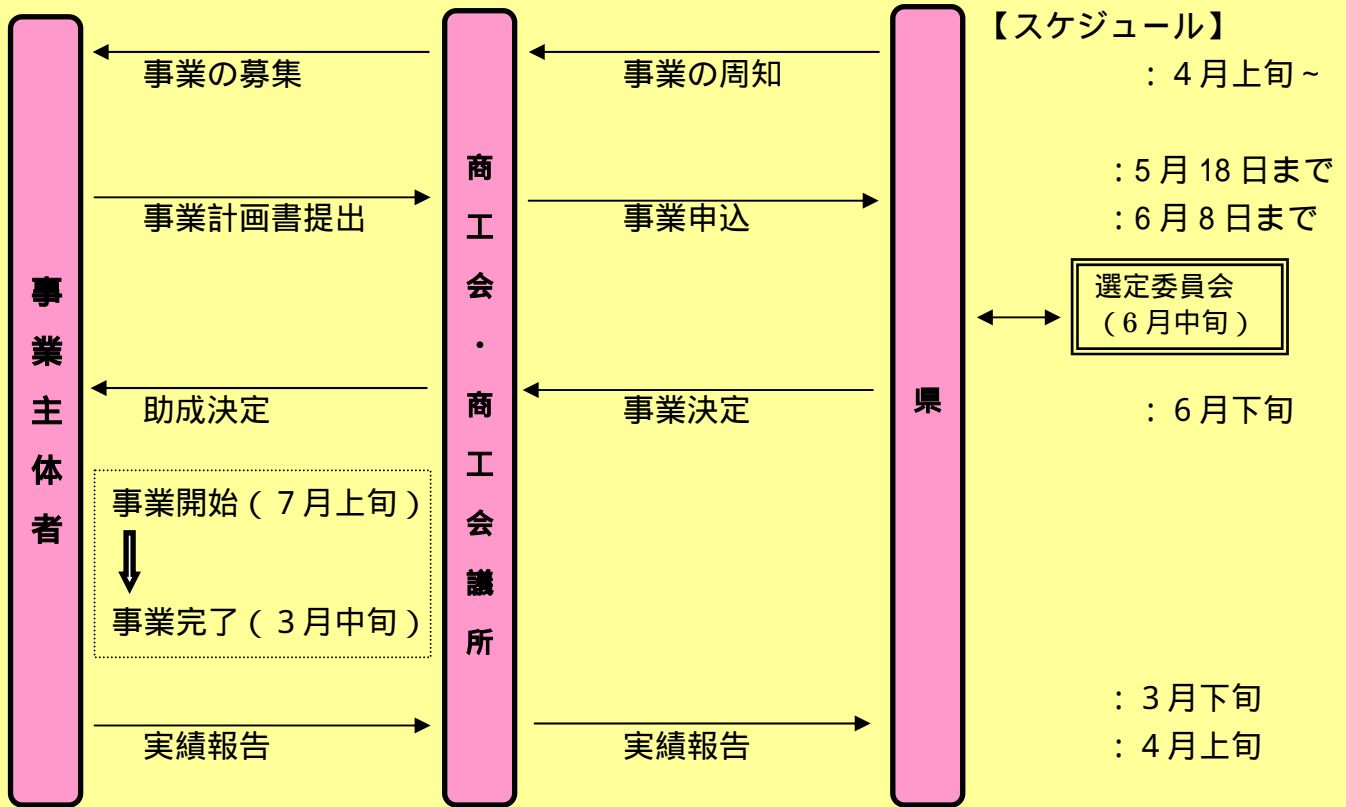 【スケジュール】
事業の募集
事業の周知
：４月上旬～
事業計画書提出
事業申込
：5月18日まで
：6月8日まで
選定委員会
（6月中旬）
助成決定
事業決定
：６月下旬
事業開始（７月上旬）
事業完了（３月中旬）
実績報告
実績報告
：３月下旬
：４月上旬
事業主体者
商工会・商工会議所
県